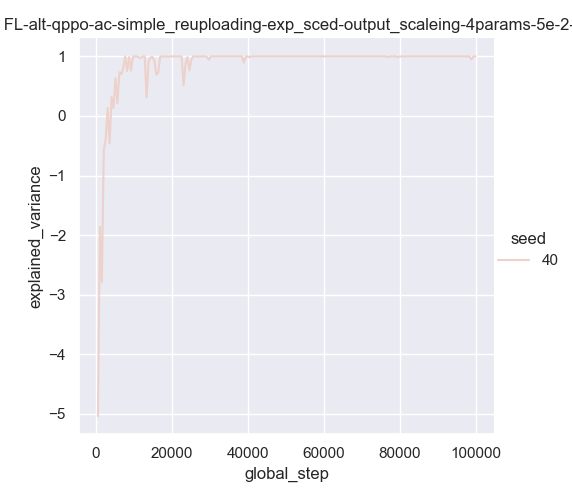 FL-alt-qppo-ac-simple_reuploading-exp_sced-output_scaleing-4params-5e-2-
explained_variance
1
0
−1
−2
−3
−4
−5
0 20000 40000 60000 80000 100000
global_step
seed
40